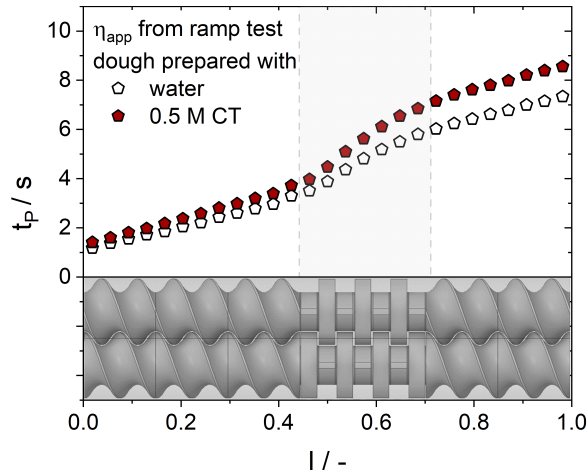 η_app from ramp test
dough prepared with
water
0.5 M CT
10
8
6
4
2
0
t_P / s
0.0 0.2 0.4 0.6 0.8 1.0
l / -